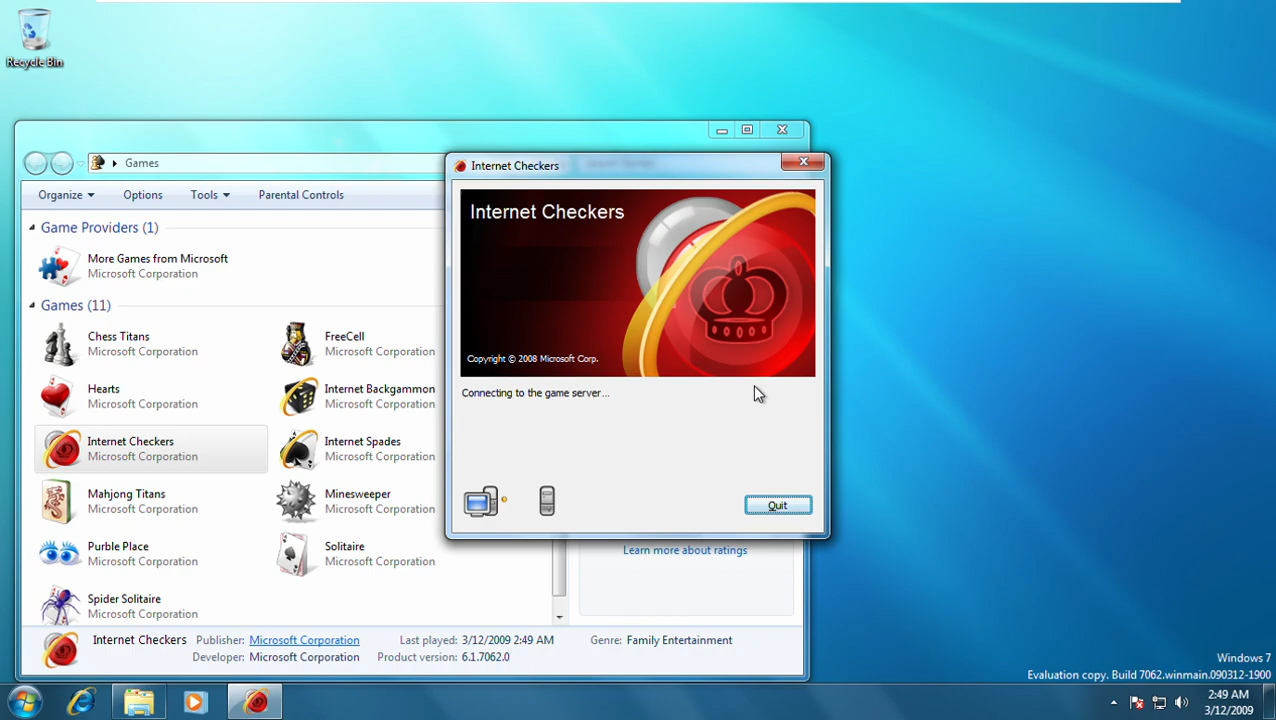 Recycle Bin
Games
Organize
Options
Tools
Parental Controls
Game Providers (1)
More Games from Microsoft
Microsoft Corporation
Games (11)
Chess Titans
Microsoft Corporation
FreeCell
Microsoft Corporation
Hearts
Microsoft Corporation
Internet Backgammon
Microsoft Corporation
Internet Checkers
Microsoft Corporation
Internet Spades
Microsoft Corporation
Mahjong Titans
Microsoft Corporation
Minesweeper
Microsoft Corporation
Purble Place
Microsoft Corporation
Solitaire
Microsoft Corporation
Spider Solitaire
Microsoft Corporation
Internet Checkers
Internet Checkers
Copyright © 2008 Microsoft Corp.
Connecting to the game server...
Quit
Learn more about ratings
Internet Checkers Publisher: Microsoft Corporation Last played: 3/12/2009 2:49 AM Genre: Family Entertainment
Developer: Microsoft Corporation Product version: 6.1.7062.0
Windows 7
Evaluation copy. Build 7062.winmain.090312-1900
2:49 AM
3/12/2009